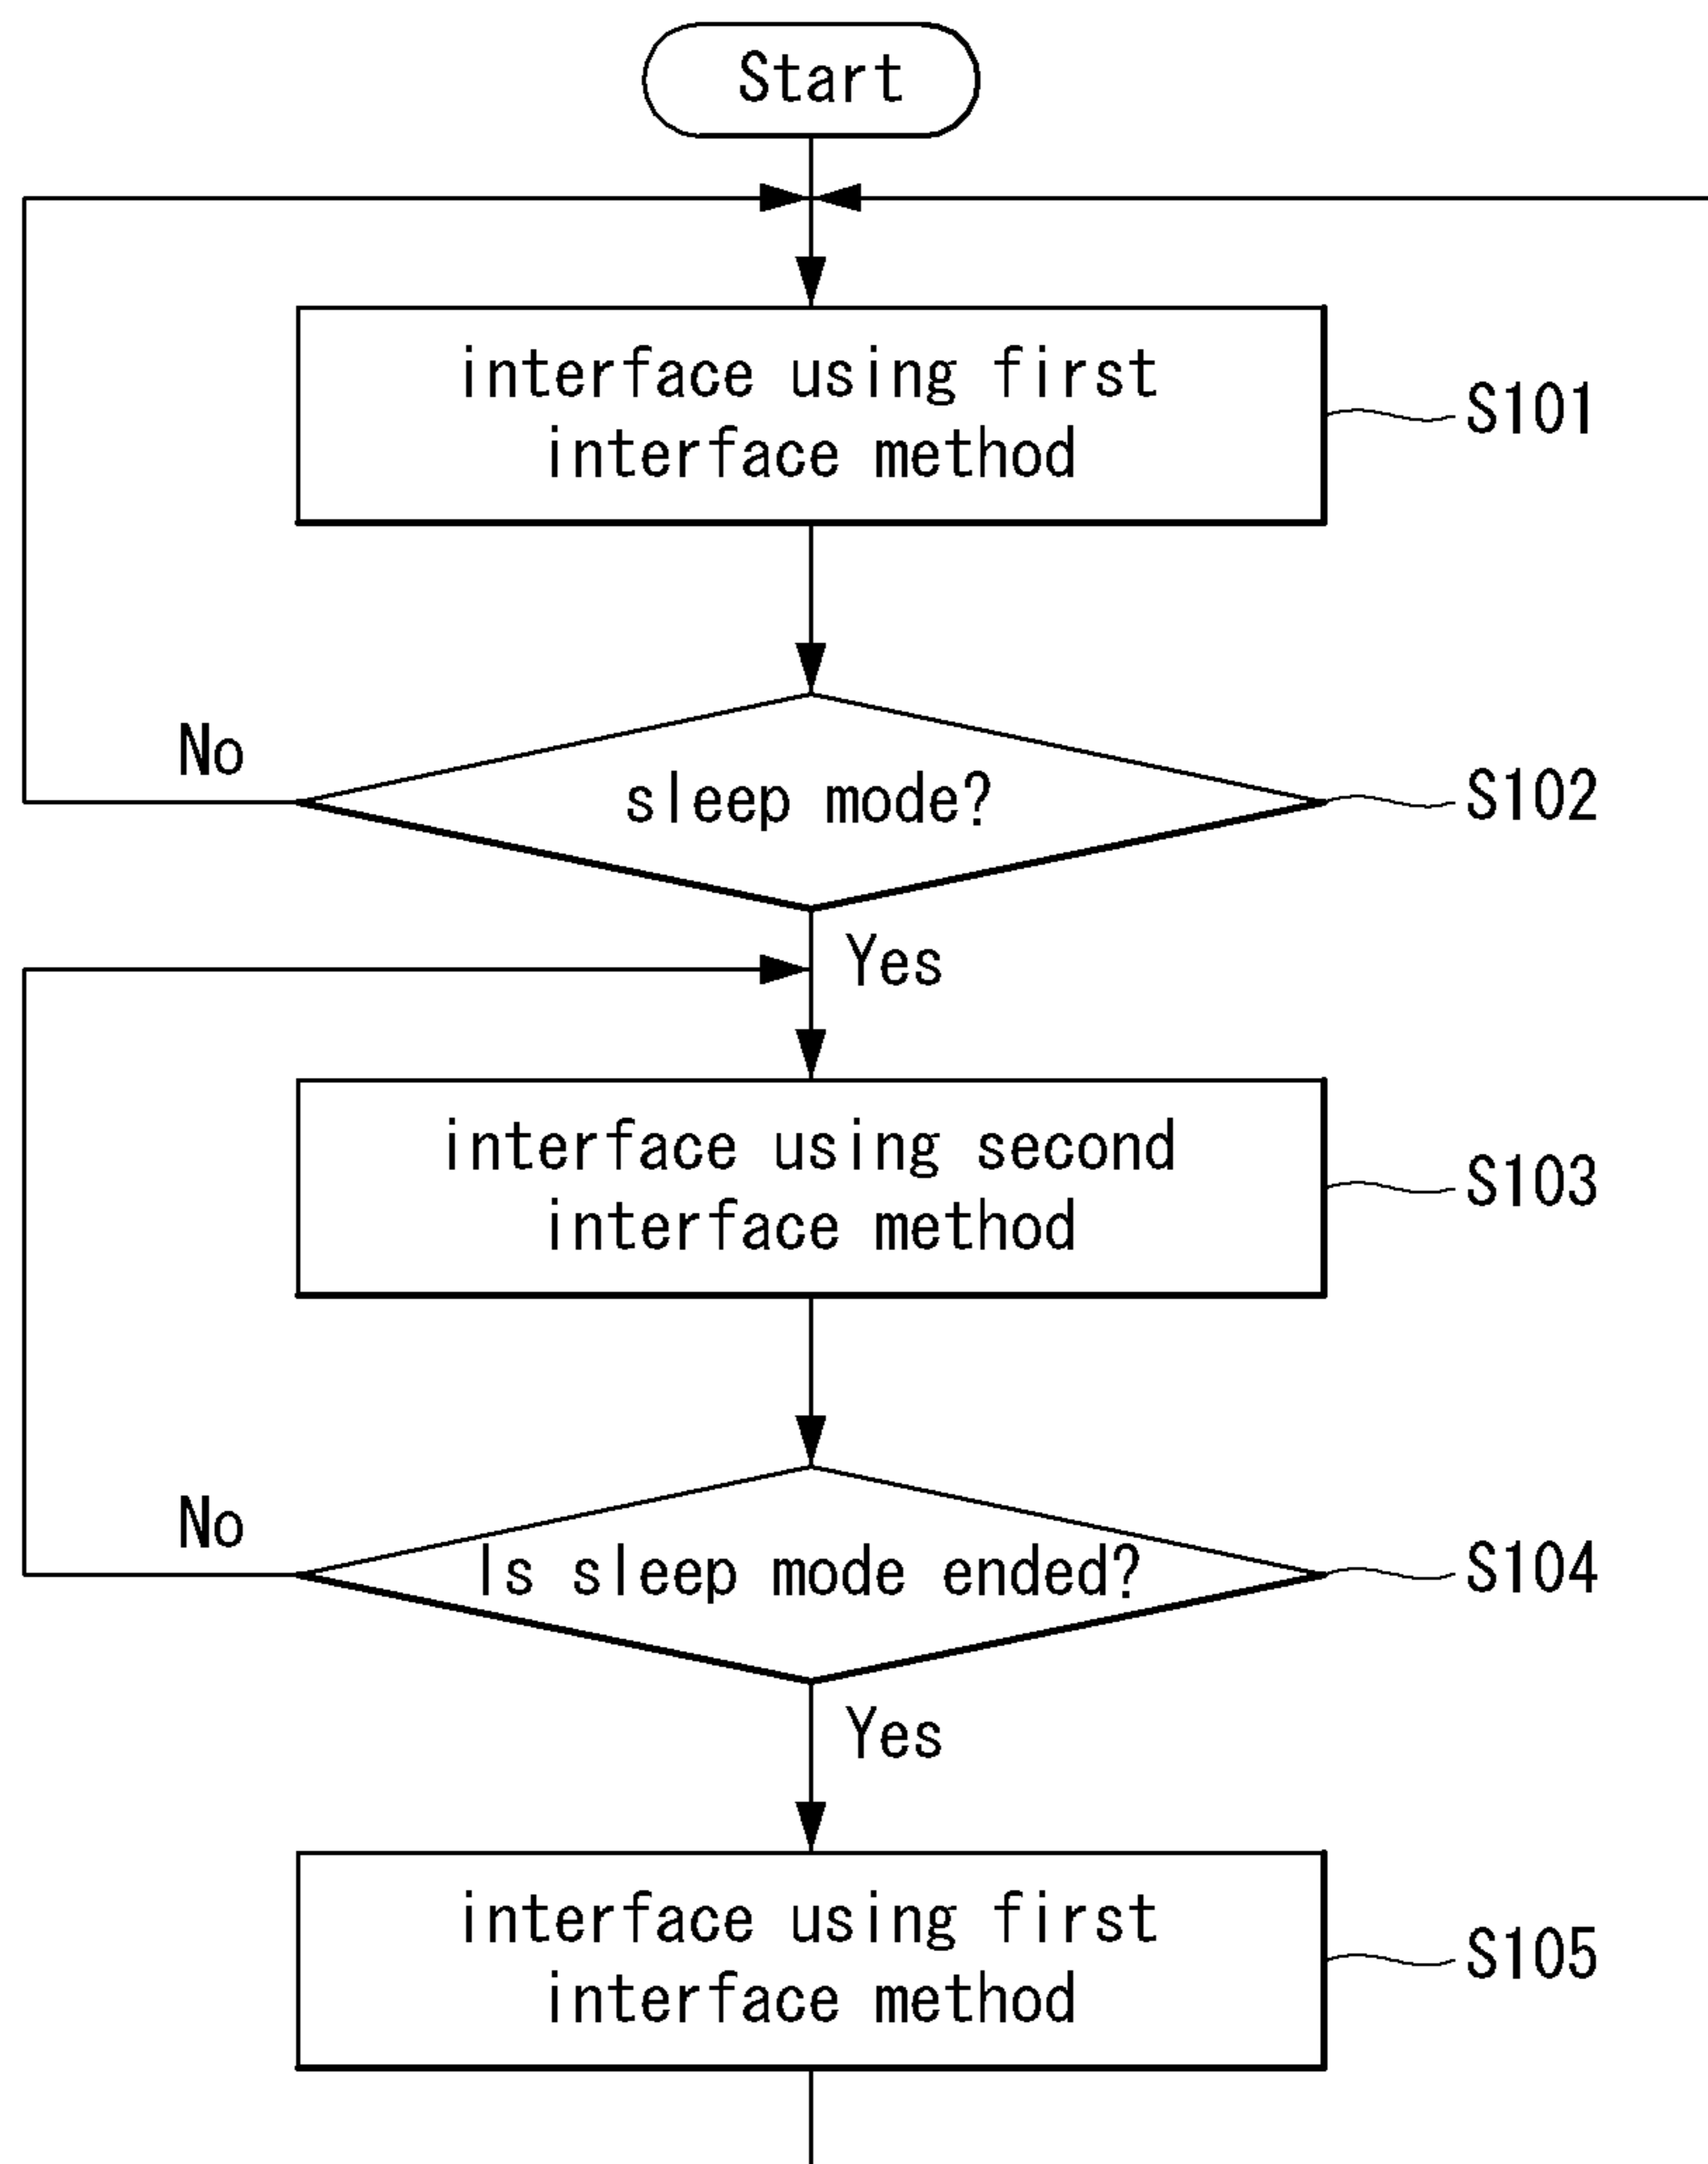 Start
interface using first
interface method
S101
No
sleep mode?
S102
Yes
interface using second
interface method
S103
No
Is sleep mode ended?
S104
Yes
interface using first
interface method
S105